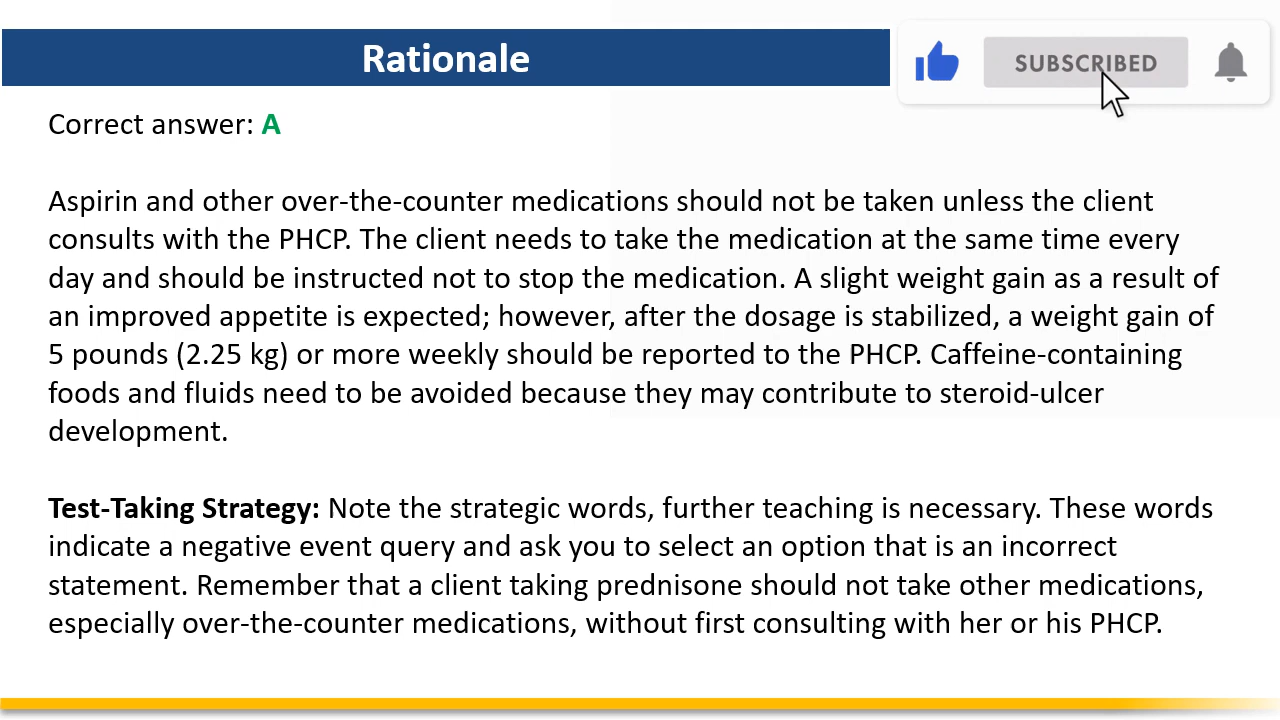 Rationale
SUBSCRIBED
Correct answer: A
Aspirin and other over-the-counter medications should not be taken unless the client
consults with the PHCP. The client needs to take the medication at the same time every
day and should be instructed not to stop the medication. A slight weight gain as a result of
an improved appetite is expected; however, after the dosage is stabilized, a weight gain of
5 pounds (2.25 kg) or more weekly should be reported to the PHCP. Caffeine-containing
foods and fluids need to be avoided because they may contribute to steroid-ulcer
development.
Test-Taking Strategy: Note the strategic words, further teaching is necessary. These words
indicate a negative event query and ask you to select an option that is an incorrect
statement. Remember that a client taking prednisone should not take other medications,
especially over-the-counter medications, without first consulting with her or his PHCP.